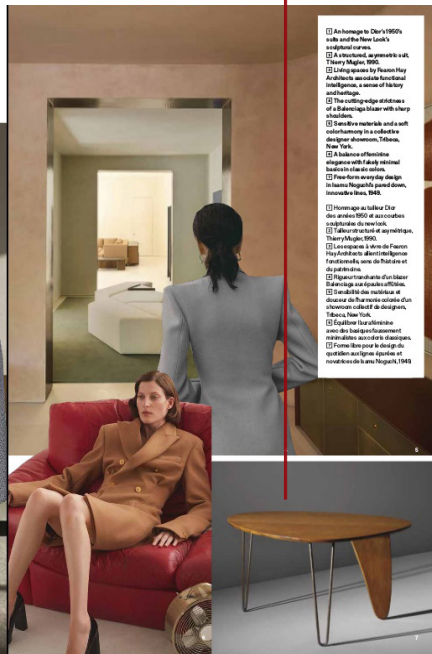 1 An homage to Dior's 1950's
suits and the New Look's
sculptural curves.
2 A structured, asymmetric suit,
Thierry Mugler, 1990.
3 Living spaces by Fearon Hay
Architects associate functional
intelligence, a sense of history
and heritage.
4 The cutting-edge strictness
of a Balenciaga blazer with sharp
shoulders.
5 Sensitive materials and a soft
color harmony in a collective
designer showroom, Tribeca,
New York.
6 A balance of feminine
elegance with falsely minimal
basics in classic colors.
7 Free-form everyday design
in Isamu Noguchi's pared down,
innovative lines, 1949.
1 Hommage au tailleur Dior
des années 1950 et aux courbes
sculpturales du new look.
2 Tailleur structuré et asymétrique,
Thierry Mugler, 1990.
3 Les espaces à vivre de Fearon
Hay Architects allient intelligence
fonctionnelle, sens de l'histoire et
du patrimoine.
4 Rigueur tranchante d'un blazer
Balenciaga aux épaules affûtées.
5 Sensibilité des matériaux et
douceur de l'harmonie colorée d'un
showroom collectif de designers,
Tribeca, New York.
6 Équilibrer l'allure féminine
avec des basiques faussement
minimalistes aux coloris classiques.
7 Forme libre pour le design du
quotidien aux lignes épurées et
novatrices de Isamu Noguchi, 1949.
6
7